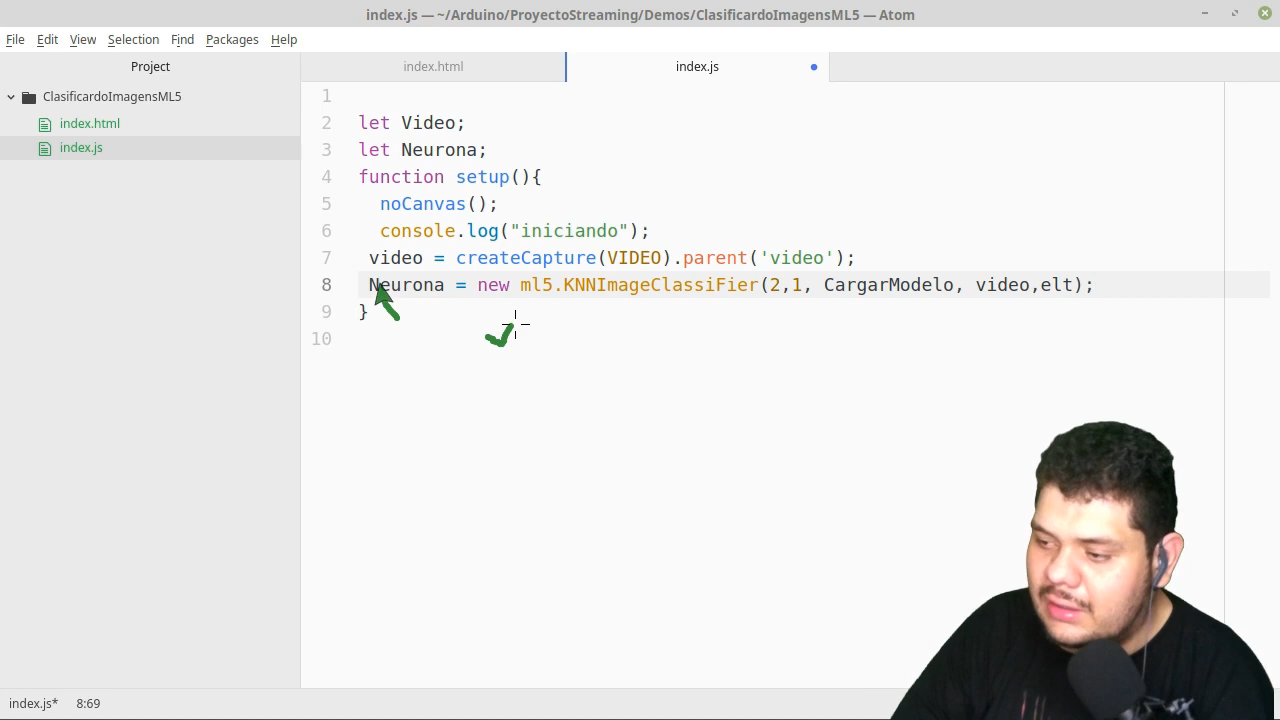 index.js — ~/Arduino/ProyectoStreaming/Demos/ClasificardoImagensML5 — Atom
File Edit View Selection Find Packages Help
Project
index.html
index.js
ClasificardoImagensML5
index.html
index.js
1
2 let Video;
3 let Neurona;
4 function setup(){
5 noCanvas();
6 console.log("iniciando");
7 video = createCapture(VIDEO).parent('video');
8 Neurona = new ml5.KNNImageClassiFier(2,1, CargarModelo, video,elt);
9 }
10
index.js* 8:69